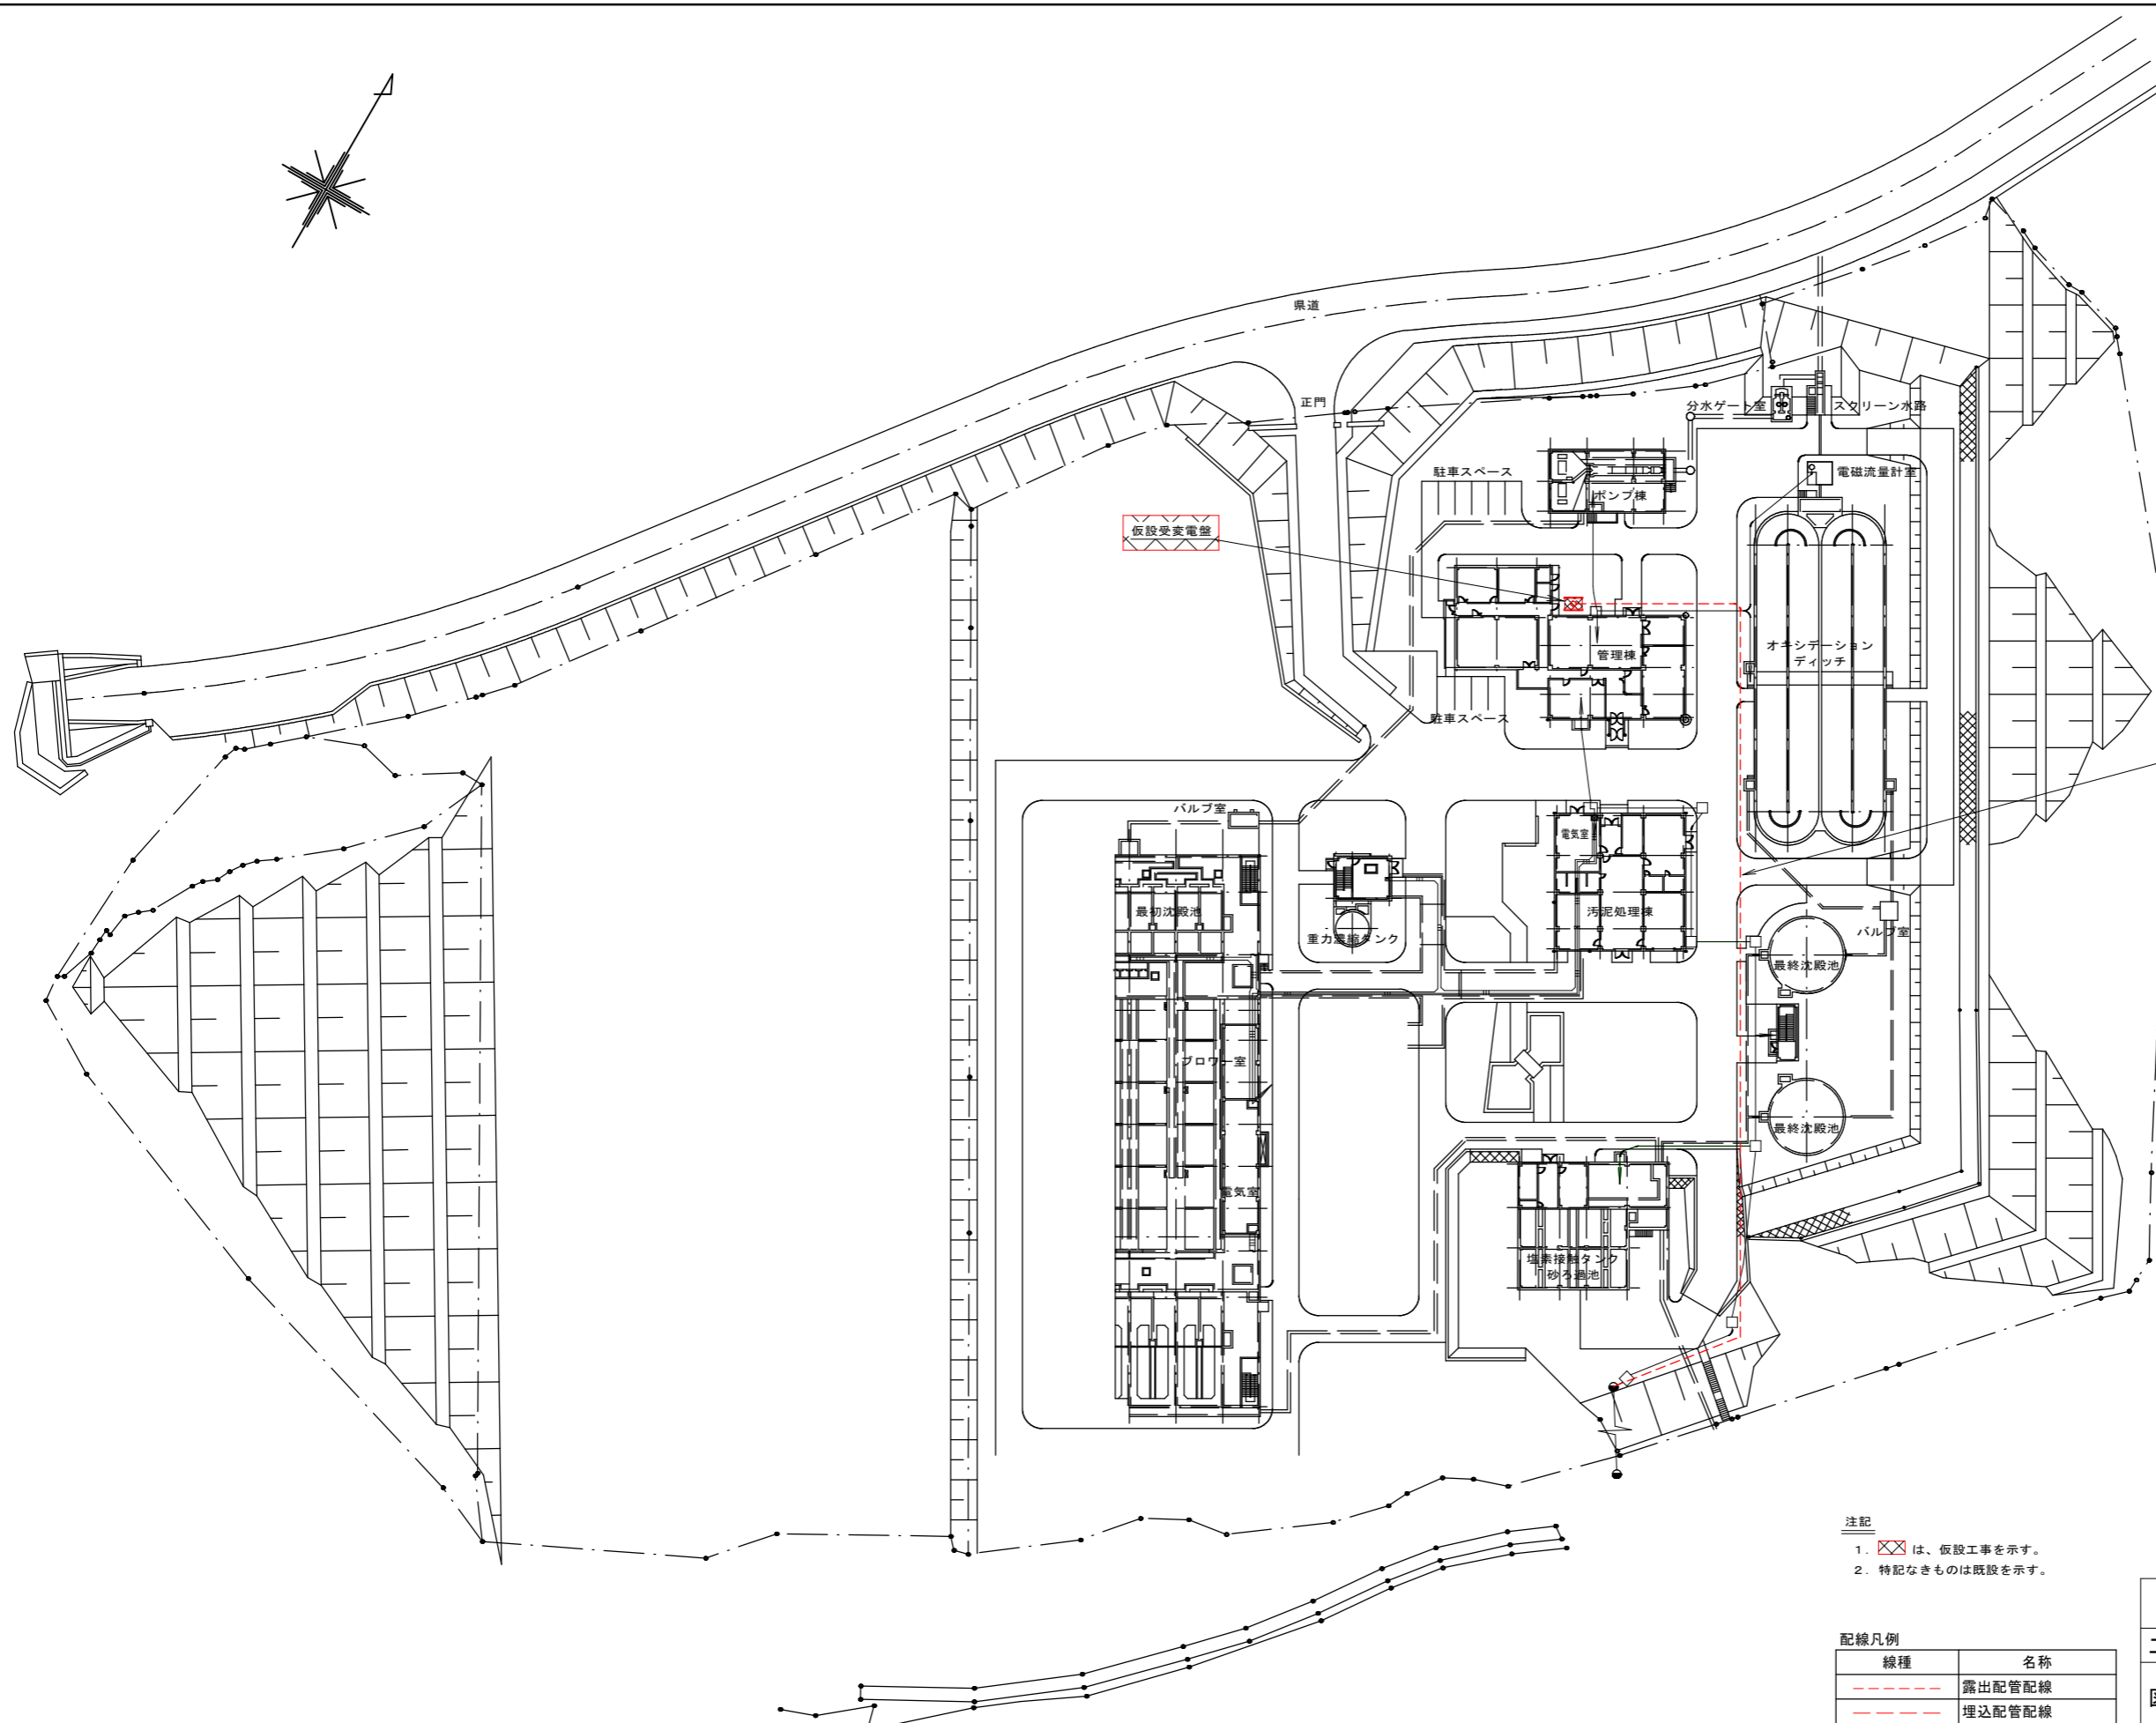 県道
正門
分水ゲート室
スクリーン水路
駐車スペース
電磁流量計室
ポンプ棟
仮設受変電盤
オキシデーション
ディッチ
管理棟
駐車スペース
バルブ室
電気室
最初沈殿池
汚泥処理棟
重力濃縮タンク
バルブ室
最終沈殿池
ブロワー室
最終沈殿池
電気室
塩素接触タンク
砂ろ過池
注記
1. は、仮設工事を示す。
2. 特記なきものは既設を示す。
配線凡例
線種 名称
露出配管配線
埋込配管配線